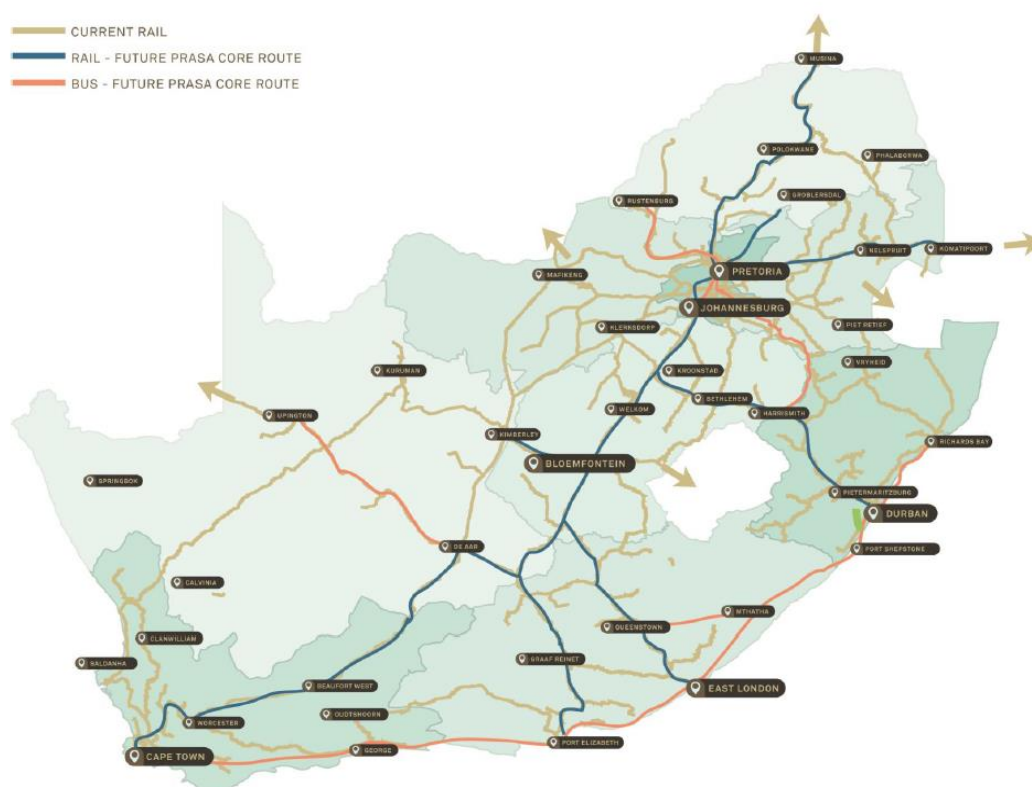 CURRENT RAIL
RAIL - FUTURE PRASA CORE ROUTE
BUS - FUTURE PRASA CORE ROUTE
MUSINA
POLOKWANE
PHALABORWA
GROBLERSDAL
RUSTENBURG
NELSPRUIT
KOMATIPOORT
PRETORIA
MAFIKENG
JOHANNESBURG
KLERKSDORP
PIET RETIEF
VRYHEID
KURUMAN
KROONSTAD
BETHLEHEM
HARRISMITH
WELKOM
UPINGTON
KIMBERLEY
RICHARDS BAY
BLOEMFONTEIN
SPRINGBOK
PIETERMARITZBURG
DURBAN
DE AAR
PORT SHEPSTONE
CALVINIA
MTHATHA
QUEENSTOWN
CLANWILLIAM
SALDANHA
GRAAF REINET
EAST LONDON
BEAUFORT WEST
OUDTSHOORN
WORCESTER
PORT ELIZABETH
GEORGE
CAPE TOWN